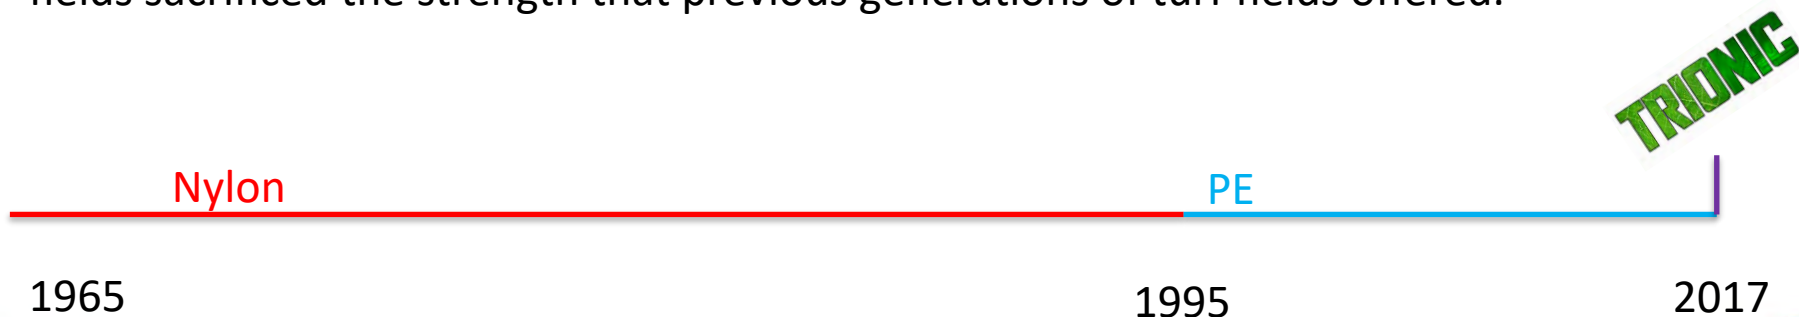 fields sacrificed the strength that previous generations of turf fields offered.
TRIONIC
Nylon
PE
1965
1995
2017